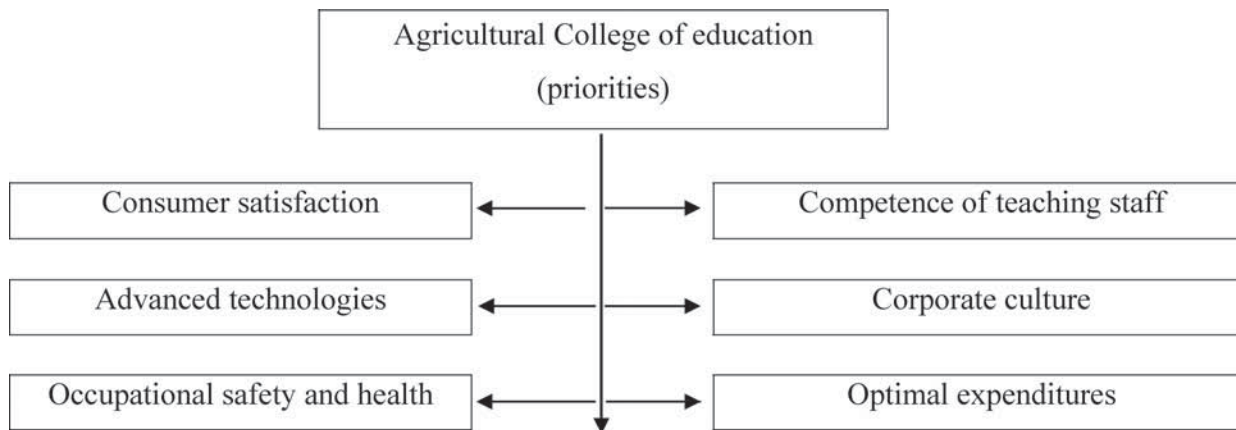 Agricultural College of education
(priorities)
Consumer satisfaction
Competence of teaching staff
Advanced technologies
Corporate culture
Occupational safety and health
Optimal expenditures